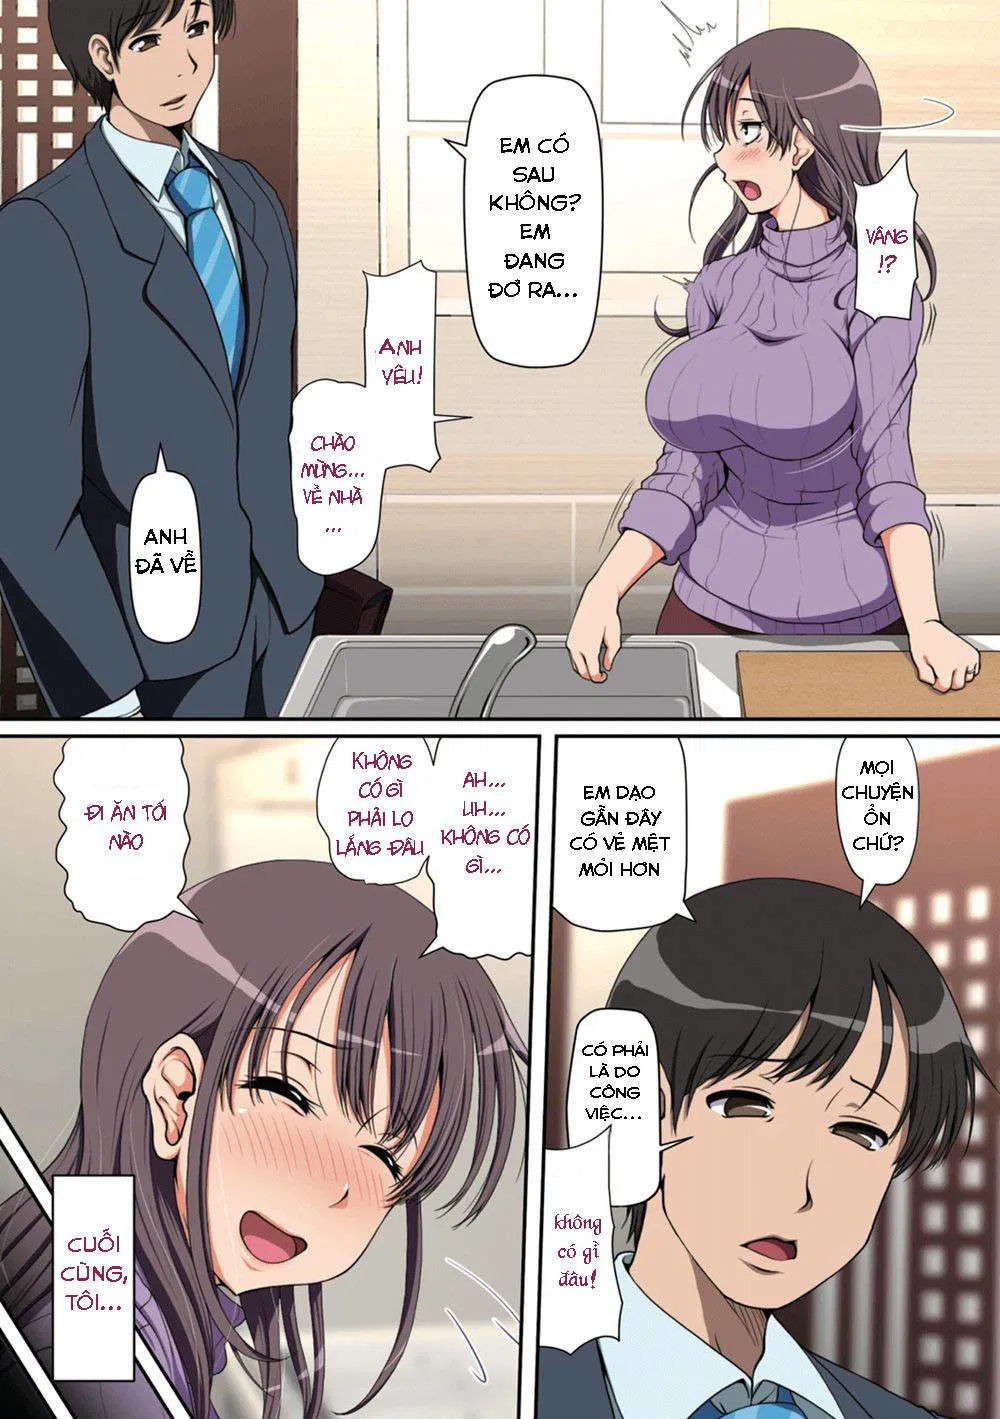 VÂNG
!?
EM CÓ
SAU
KHÔNG?
EM
ĐANG
ĐƠ RA...
ANH
YÊU!
CHÀO
MỪNG...
VỀ NHÀ
...
ANH
ĐÃ VỀ
MỌI
CHUYỆN
ỔN
CHỨ?
EM DẠO
GẦN ĐÂY
CÓ VẺ MỆT
MỎI HƠN
CÓ PHẢI
LÀ DO
CÔNG
VIỆC...
không
có gì
đâu!
AH...
UH...
KHÔNG CÓ
GÌ...
KHÔNG
CÓ GÌ
PHẢI LO
LẮNG ĐÂU
ĐI ĂN TỐI
NÀO
CUỐI
CÙNG,
TÔI...